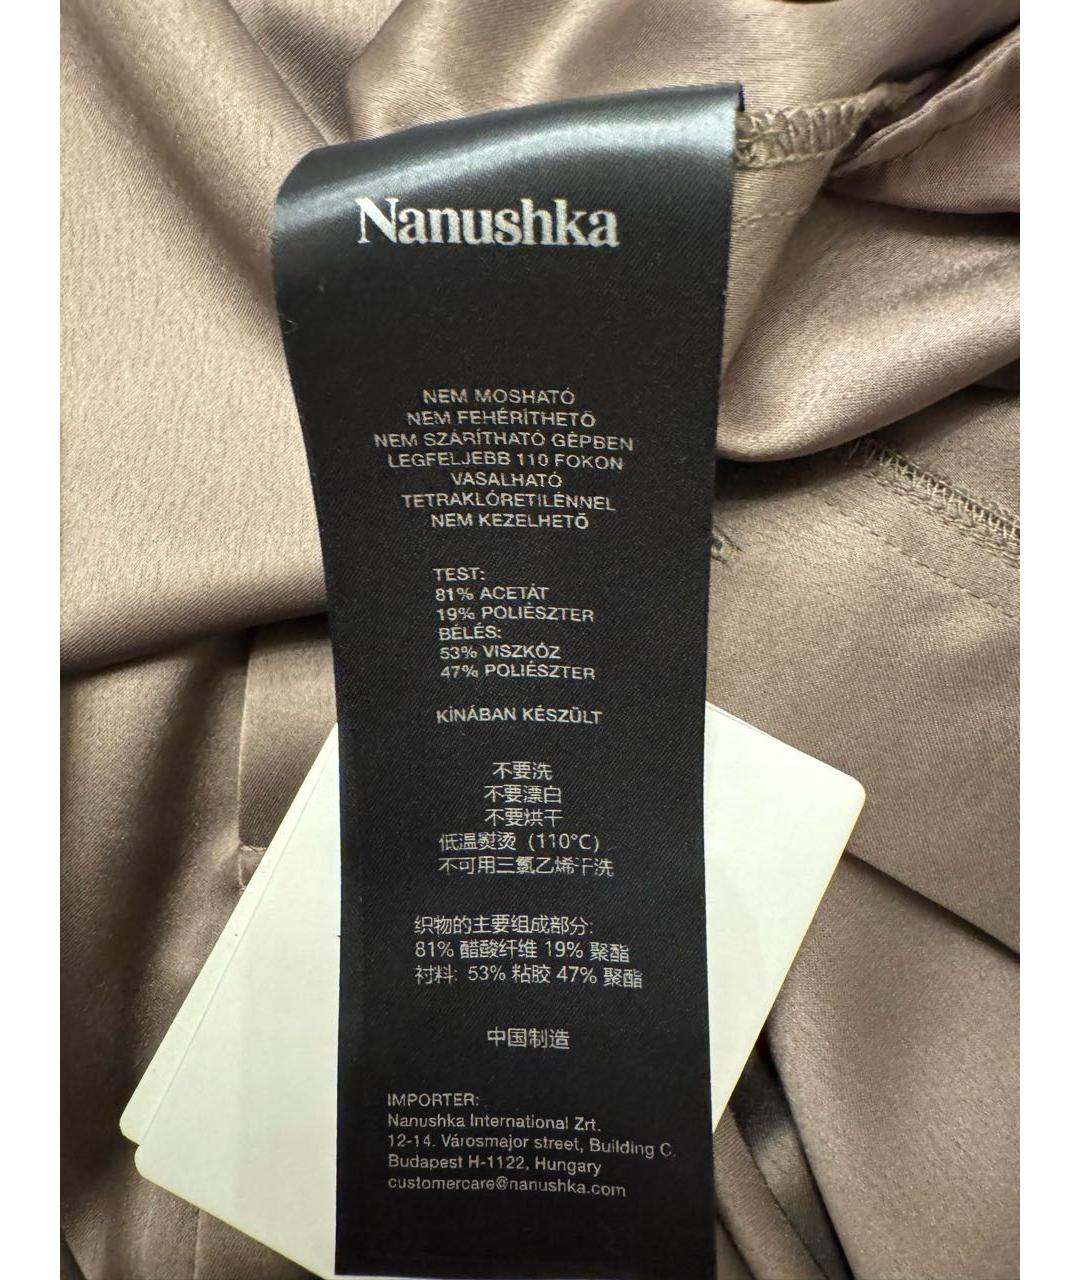 Nanushka
NEM MOSHATÓ
NEM FEHÉRÍTHETŐ
NEM SZÁRÍTHATÓ GÉPBEN
LEGFELJEBB 110 FOKON
VASALHATÓ
TETRAKLÓRETILÉNNEL
NEM KEZELHETŐ
TEST:
81% ACETÁT
19% POLIÉSZTER
BÉLÉS:
53% VISZKÓZ
47% POLIÉSZTER
KÍNÁBAN KÉSZÜLT
不要洗
不要漂白
不要烘干
低温熨烫 (110°C)
不可用三氯乙烯干洗
织物的主要组成部分:
81% 醋酸纤维 19% 聚酯
衬料: 53% 粘胶 47% 聚酯
中国制造
IMPORTER:
Nanushka International Zrt.
12-14. Városmajor street, Building C.
Budapest H-1122, Hungary
customercare@nanushka.com